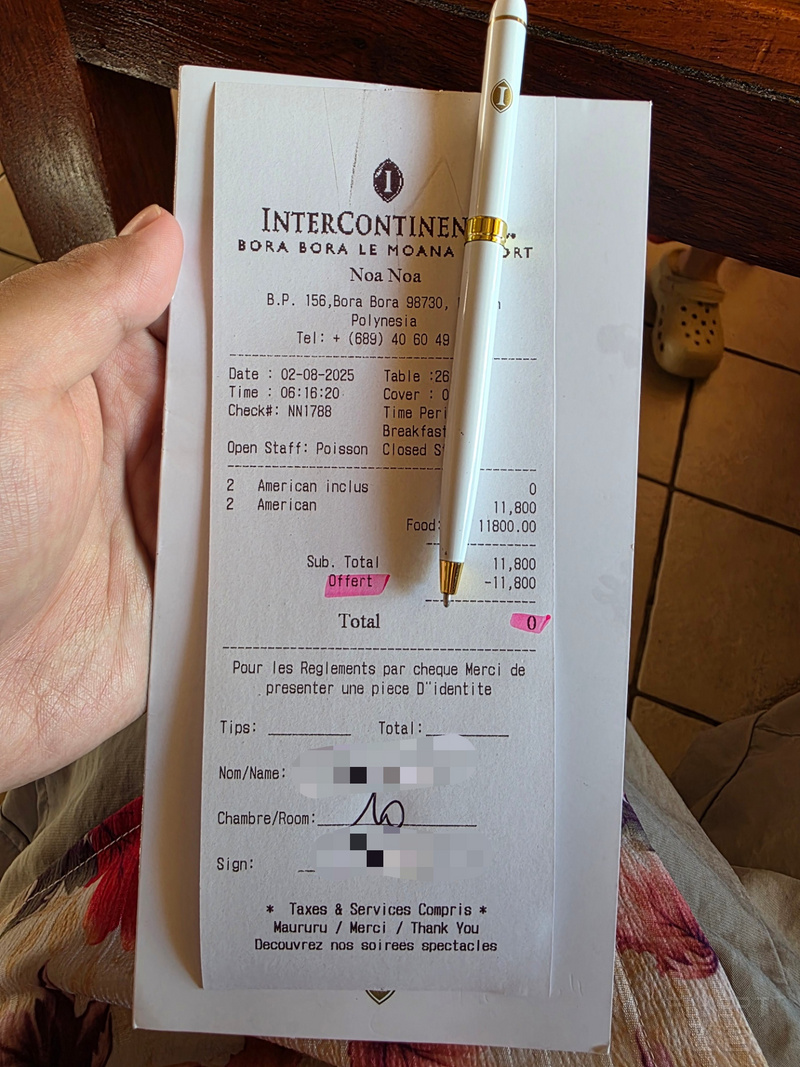 I
I
INTERCONTINEN
BORA BORA LE MOANA
Noa Noa
B.P. 156,Bora Bora 98730,
Polynesia
Tel: + (689) 40 60 49
Date : 02-08-2025 Table :26
Time : 06:16:20 Cover :
Check#: NN1788 Time Peri
Breakfast
Open Staff: Poisson Closed S
2 American inclus 0
2 American 11,800
Food: 11800.00
Sub. Total 11,800
Offert -11,800
Total 0
Pour les Reglements par cheque Merci de
presenter une piece D"identite
Tips: Total:
Nom/Name:
Chambre/Room:
Sign:
* Taxes & Services Compris *
Maururu / Merci / Thank You
Decouvrez nos soirees spectacles